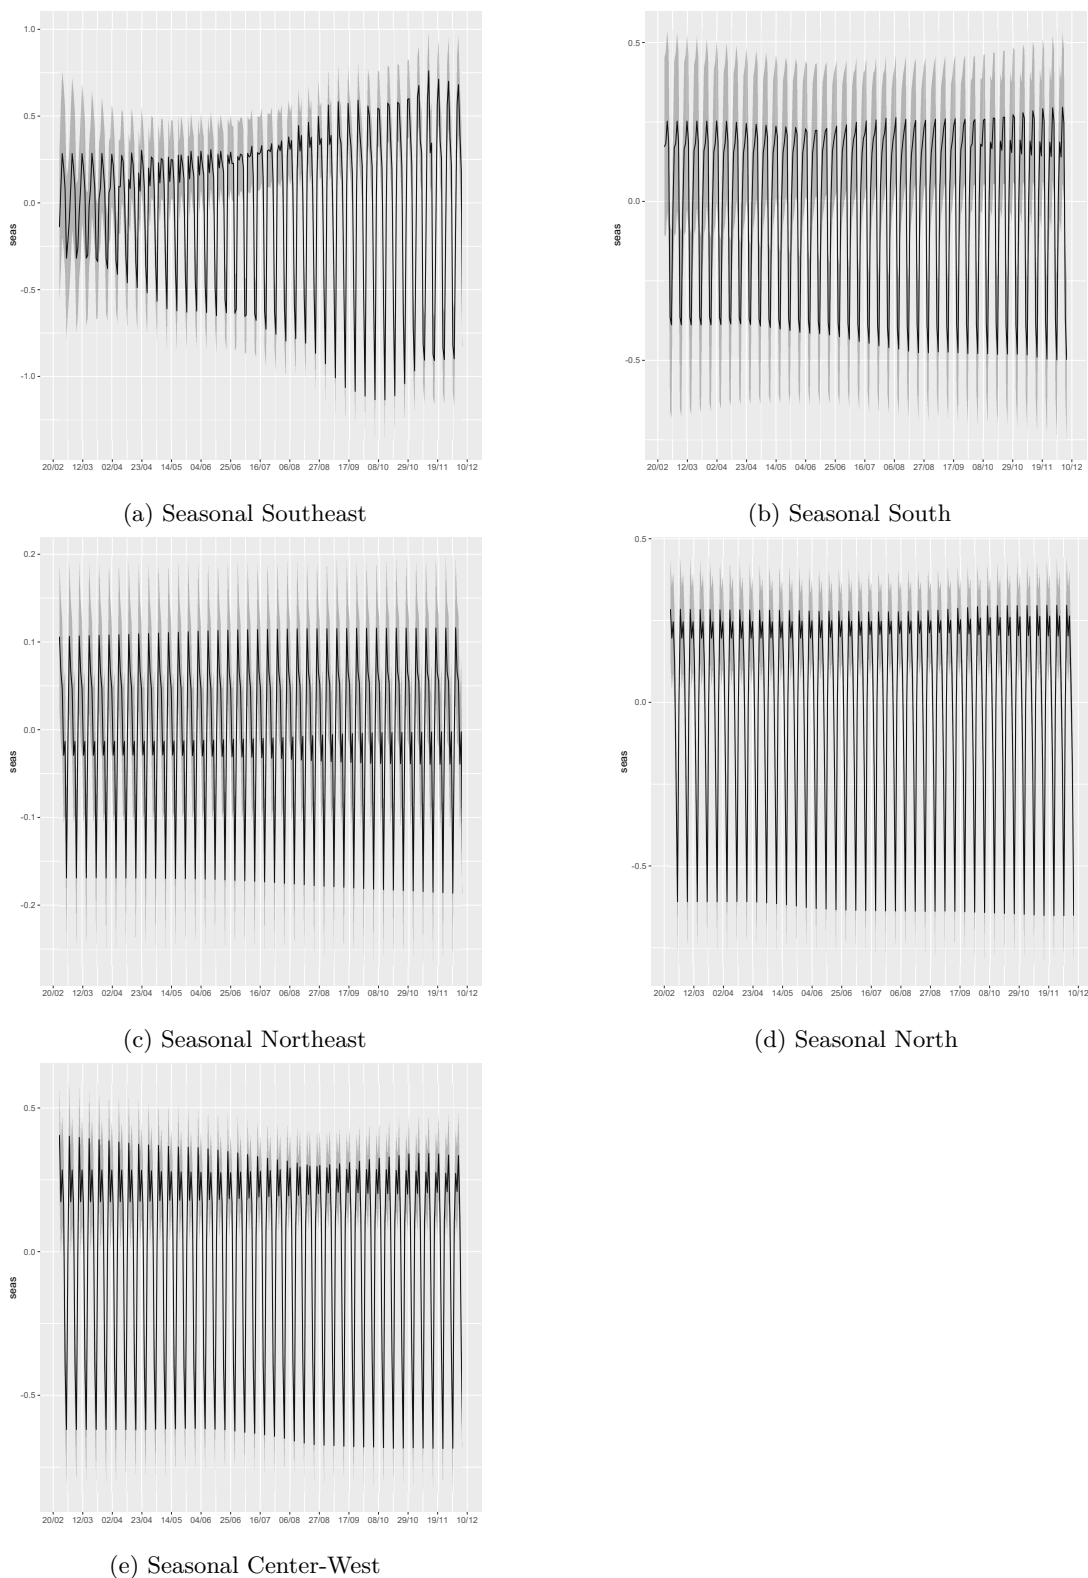 1.0
0.5
0.0
-0.5
-1.0
seas
20/02 12/03 02/04 23/04 14/05 04/06 25/06 16/07 06/08 27/08 17/09 08/10 29/10 19/11 10/12
(a) Seasonal Southeast
0.5
0.0
-0.5
seas
20/02 12/03 02/04 23/04 14/05 04/06 25/06 16/07 06/08 27/08 17/09 08/10 29/10 19/11 10/12
(b) Seasonal South
0.2
0.1
0.0
-0.1
-0.2
seas
20/02 12/03 02/04 23/04 14/05 04/06 25/06 16/07 06/08 27/08 17/09 08/10 29/10 19/11 10/12
(c) Seasonal Northeast
0.5
0.0
-0.5
seas
20/02 12/03 02/04 23/04 14/05 04/06 25/06 16/07 06/08 27/08 17/09 08/10 29/10 19/11 10/12
(d) Seasonal North
0.5
0.0
-0.5
seas
20/02 12/03 02/04 23/04 14/05 04/06 25/06 16/07 06/08 27/08 17/09 08/10 29/10 19/11 10/12
(e) Seasonal Center-West